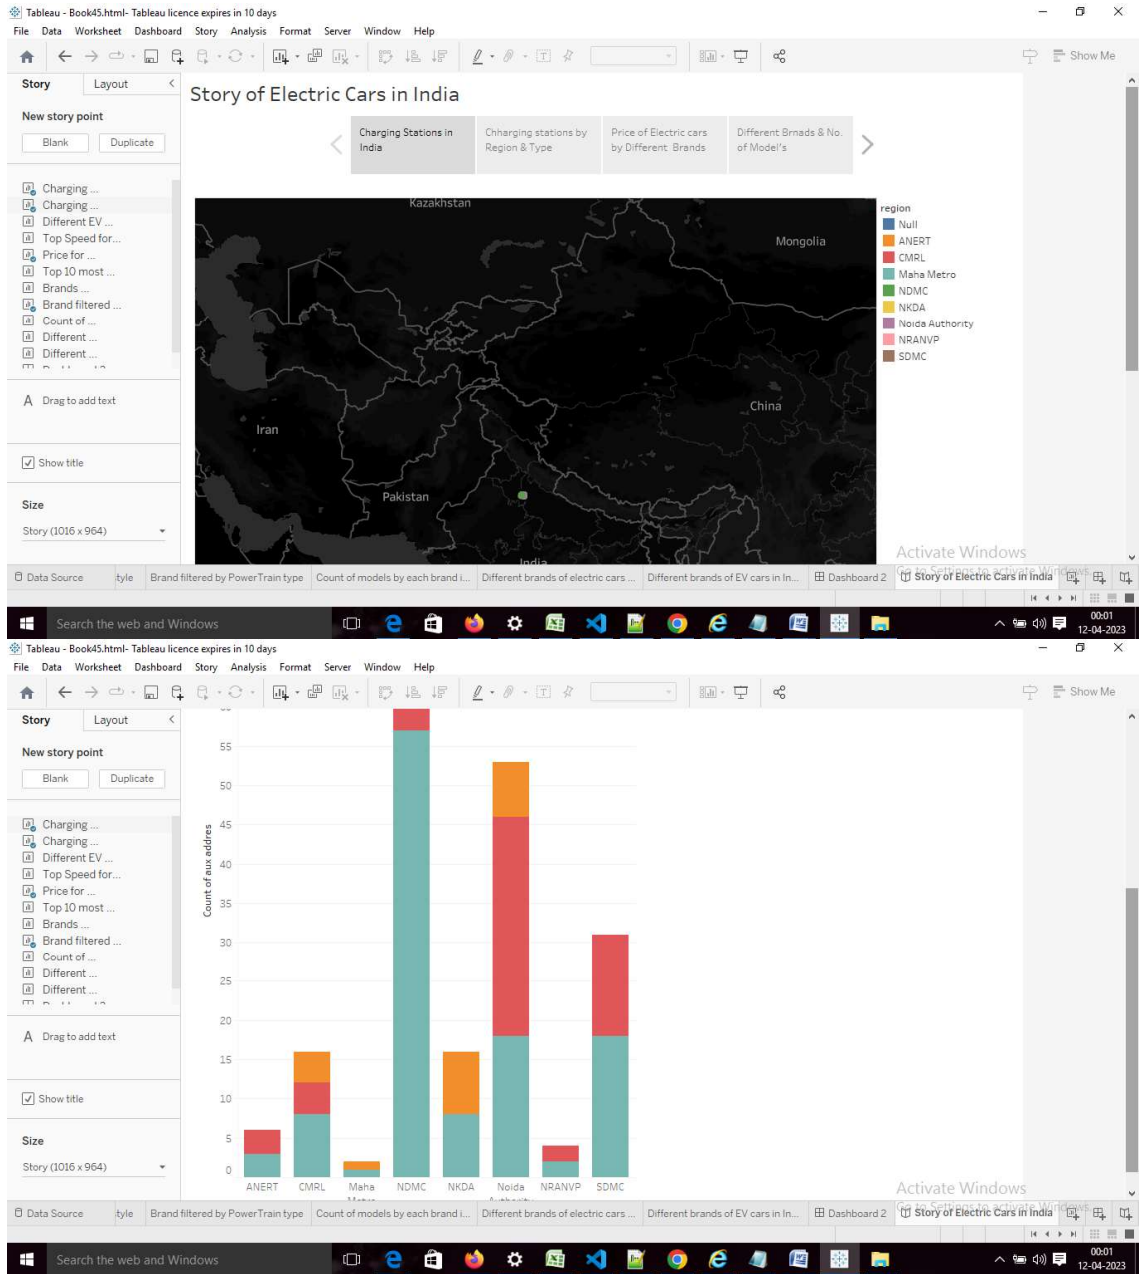 Tableau - Book45.html- Tableau licence expires in 10 days
File Data Worksheet Dashboard Story Analysis Format Server Window Help
Show Me
Story Layout
New story point
Blank Duplicate
Charging ...
Charging ...
Different EV ...
Top Speed for...
Price for ...
Top 10 most ...
Brands ...
Brand filtered ...
Count of ...
Different ...
Different ...
A Drag to add text
Show title
Size
Story (1016 x 964)
Story of Electric Cars in India
Charging Stations in
India
Chharging stations by
Region & Type
Price of Electric cars
by Different Brands
Different Brnads & No.
of Model's
Kazakhstan
Mongolia
China
Iran
Pakistan
India
region
Null
ANERT
CMRL
Maha Metro
NDMC
NKDA
Noida Authority
NRANVP
SDMC
Activate Windows
Go to Settings to activate Windows.
Data Source tyle Brand filtered by PowerTrain type Count of models by each brand i... Different brands of electric cars ... Different brands of EV cars in In... Dashboard 2 Story of Electric Cars in India
Search the web and Windows
00:01
12-04-2023
Tableau - Book45.html- Tableau licence expires in 10 days
File Data Worksheet Dashboard Story Analysis Format Server Window Help
Show Me
Story Layout
New story point
Blank Duplicate
Charging ...
Charging ...
Different EV ...
Top Speed for...
Price for ...
Top 10 most ...
Brands ...
Brand filtered ...
Count of ...
Different ...
Different ...
A Drag to add text
Show title
Size
Story (1016 x 964)
Count of aux addres
55
50
45
40
35
30
25
20
15
10
5
0
ANERT CMRL Maha NDMC NKDA Noida NRANVP SDMC
Activate Windows
Go to Settings to activate Windows.
Data Source tyle Brand filtered by PowerTrain type Count of models by each brand i... Different brands of electric cars ... Different brands of EV cars in In... Dashboard 2 Story of Electric Cars in India
Search the web and Windows
00:01
12-04-2023